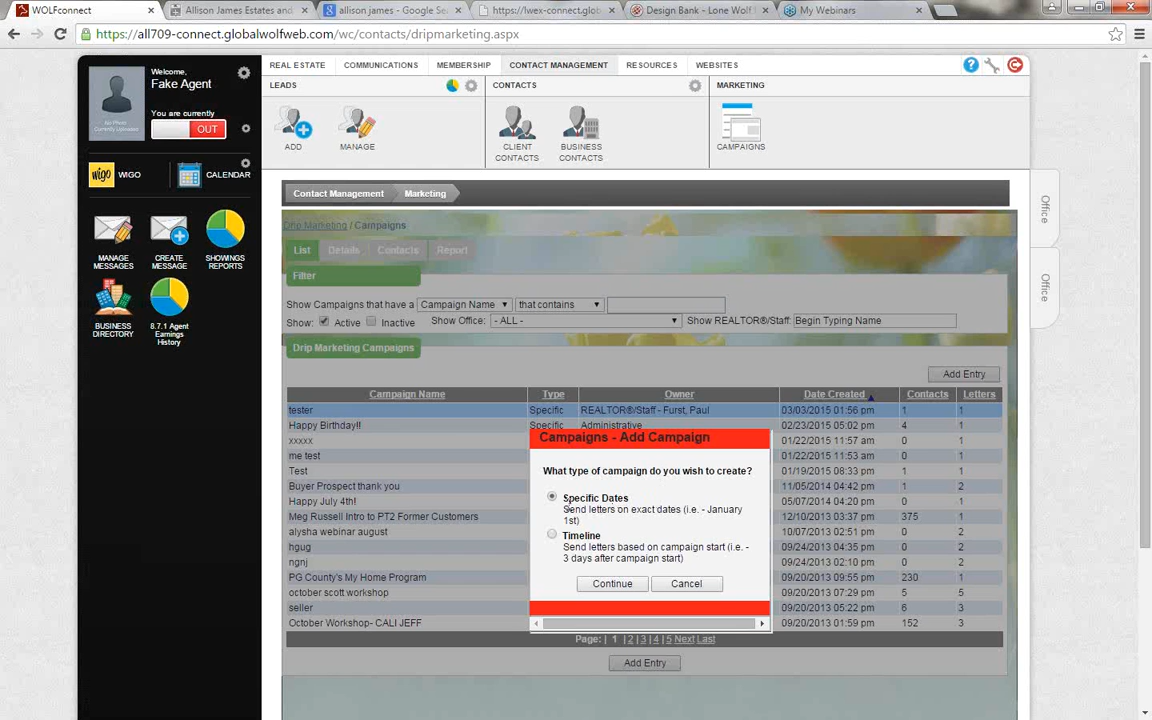 WOLFconnect
Allison James Estates and
allison james - Google Se
https://lwex-connect.globa
Design Bank - Lone Wolf
My Webinars
https://all709-connect.globalwolfweb.com/wc/contacts/dripmarketing.aspx
Welcome,
Fake Agent
You are currently
OUT
WIGO
WIGO
CALENDAR
MANAGE MESSAGES
CREATE MESSAGE
SHOWINGS REPORTS
BUSINESS DIRECTORY
8.7.1 Agent Earnings History
REAL ESTATE COMMUNICATIONS MEMBERSHIP CONTACT MANAGEMENT RESOURCES WEBSITES
LEADS
CONTACTS
MARKETING
ADD
MANAGE
CLIENT CONTACTS
BUSINESS CONTACTS
CAMPAIGNS
Contact Management Marketing
Office
Office
Drip Marketing / Campaigns
List Details Contacts Report
Filter
Show Campaigns that have a Campaign Name that contains
Show: Active Inactive Show Office: - ALL - Show REALTOR®/Staff: Begin Typing Name
Drip Marketing Campaigns
Add Entry
Campaign Name Type Owner Date Created Contacts Letters
tester Specific REALTOR®/Staff - Furst, Paul 03/03/2015 01:56 pm 1 1
Happy Birthday!! Specific Administrative 02/23/2015 05:02 pm 4 1
xxxxx 01/22/2015 11:57 am 0 1
me test 01/22/2015 11:53 am 0 1
Test 01/19/2015 08:33 pm 1 1
Buyer Prospect thank you 11/05/2014 04:42 pm 1 2
Happy July 4th! 05/07/2014 04:20 pm 0 1
Meg Russell Intro to PT2 Former Customers 12/10/2013 03:37 pm 375 1
alysha webinar august 10/07/2013 02:51 pm 0 2
hgug 09/24/2013 04:35 pm 0 2
ngnj 09/24/2013 02:10 pm 0 2
PG County's My Home Program 09/20/2013 09:55 pm 230 1
october scott workshop 09/20/2013 07:29 pm 5 5
seller 09/20/2013 05:22 pm 6 3
October Workshop- CALI JEFF 09/20/2013 01:59 pm 152 3
Page: | 1 | 2 | 3 | 4 | 5 Next Last
Add Entry
Campaigns - Add Campaign
What type of campaign do you wish to create?
Specific Dates
Send letters on exact dates (i.e. - January
1st)
Timeline
Send letters based on campaign start (i.e. -
3 days after campaign start)
Continue Cancel